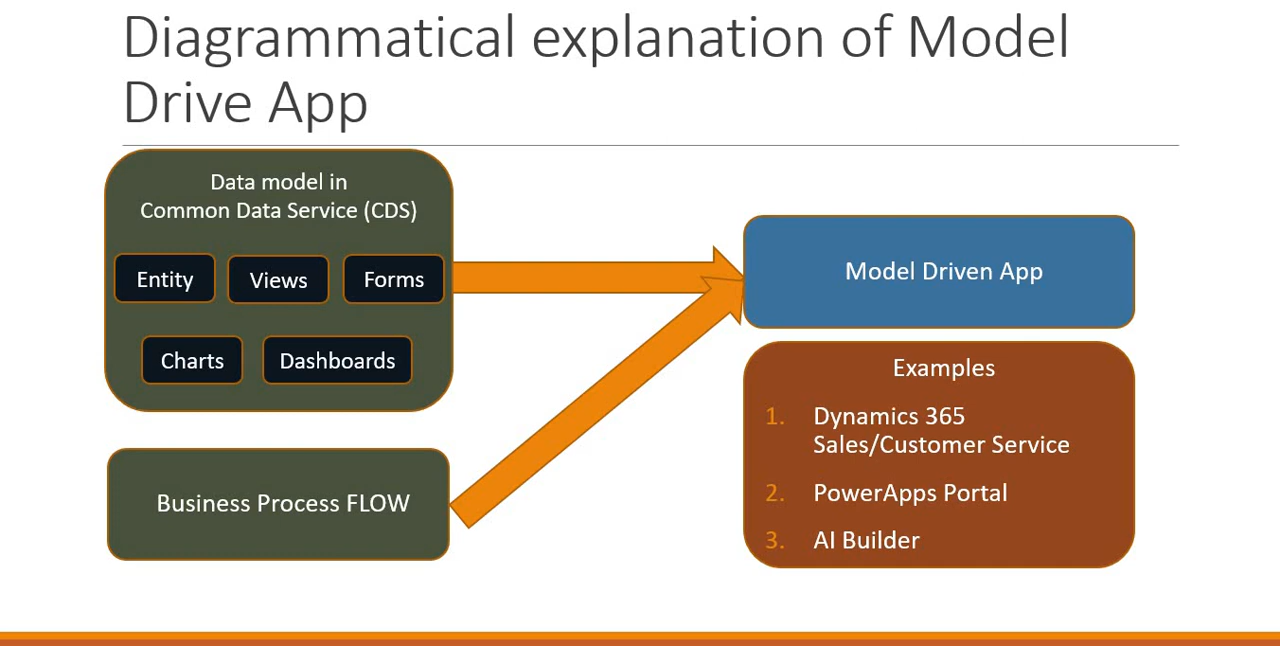 Diagrammatical explanation of Model
Drive App
Data model in
Common Data Service (CDS)
Entity
Views
Forms
Charts
Dashboards
Business Process FLOW
Model Driven App
Examples
1. Dynamics 365
Sales/Customer Service
2. PowerApps Portal
3. AI Builder